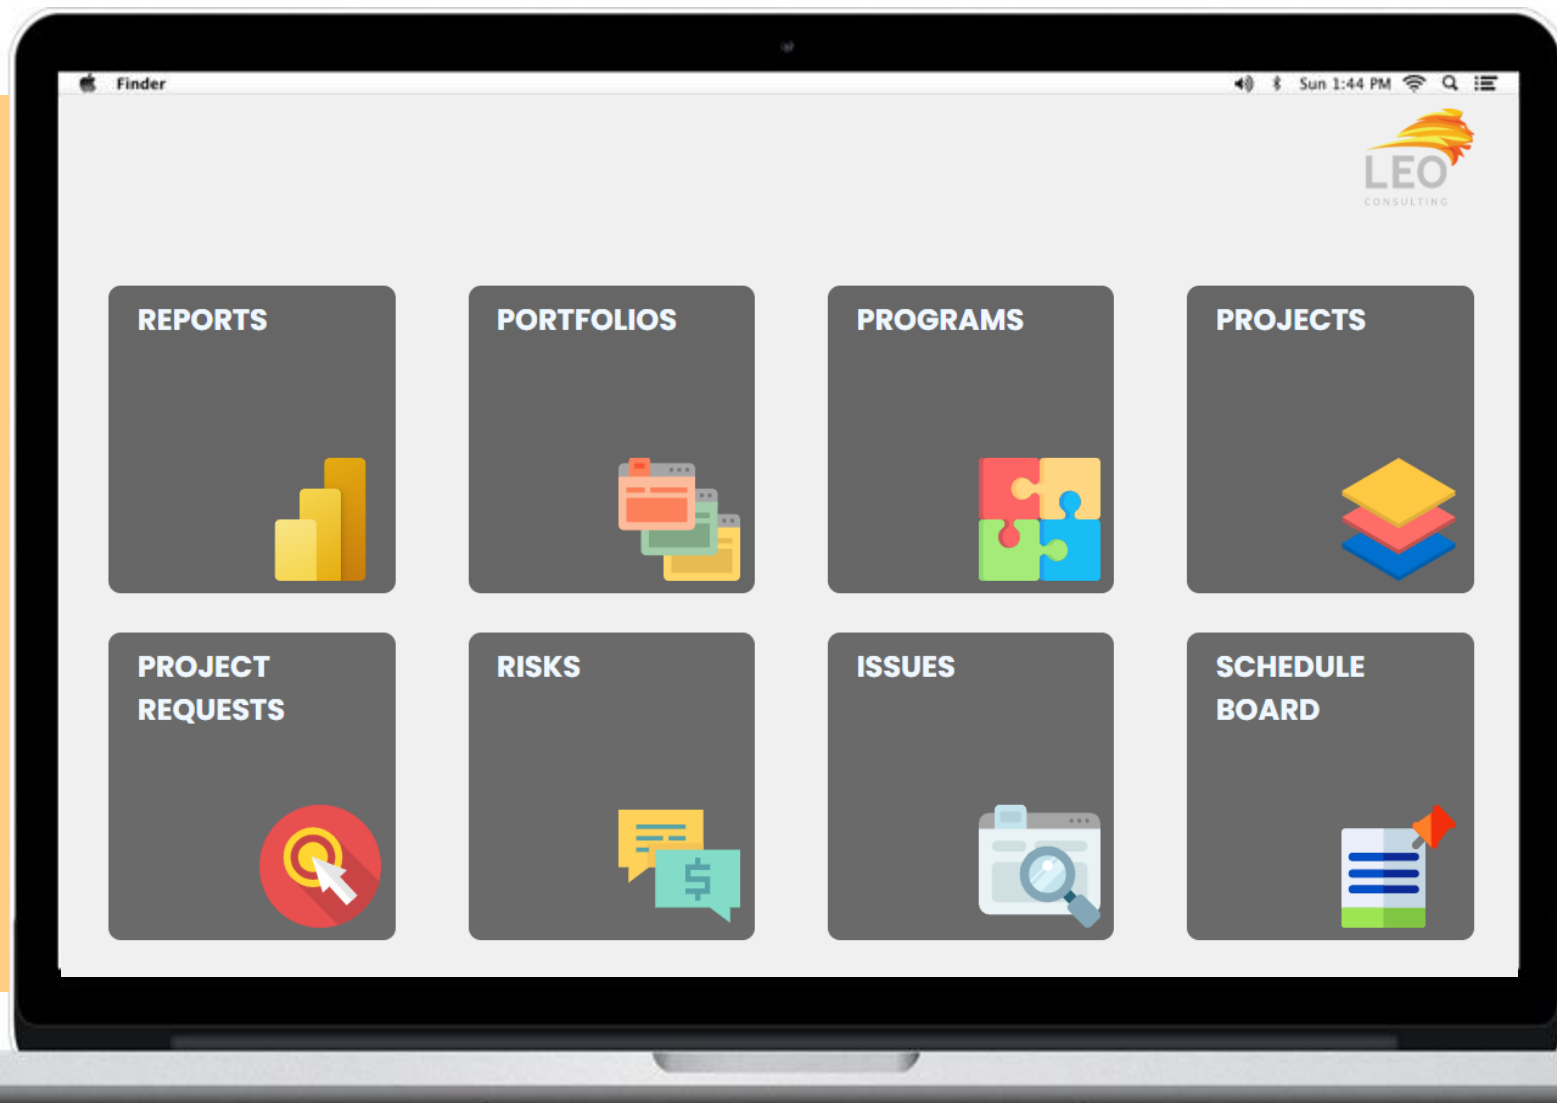 Finder
Sun 1:44 PM
LEO
CONSULTING
REPORTS
PORTFOLIOS
PROGRAMS
PROJECTS
PROJECT
REQUESTS
RISKS
ISSUES
SCHEDULE
BOARD
$